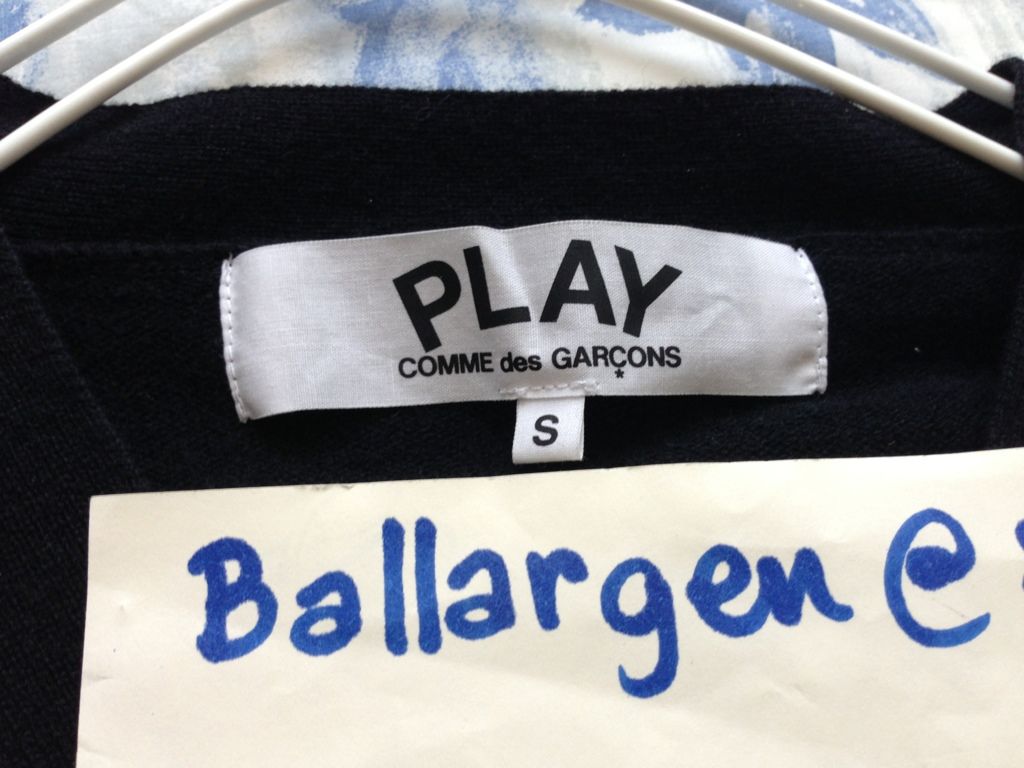 PLAY
COMME des GARÇONS
*
S
Ballargen @